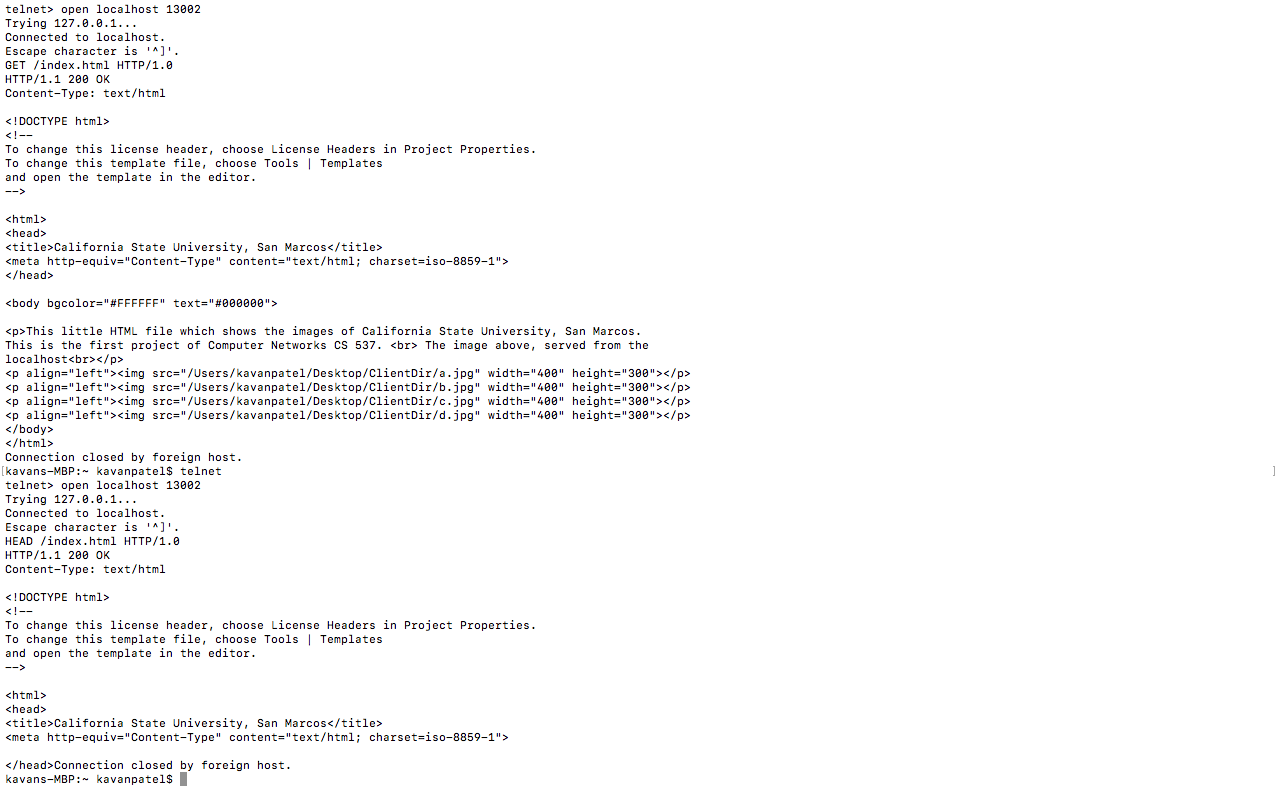 telnet> open localhost 13002
Trying 127.0.0.1...
Connected to localhost.
Escape character is '^]'.
GET /index.html HTTP/1.0
HTTP/1.1 200 OK
Content-Type: text/html

<!DOCTYPE html>
<!--
To change this license header, choose License Headers in Project Properties.
To change this template file, choose Tools | Templates
and open the template in the editor.
-->

<html>
<head>
<title>California State University, San Marcos</title>
<meta http-equiv="Content-Type" content="text/html; charset=iso-8859-1">
</head>

<body bgcolor="#FFFFFF" text="#000000">

<p>This little HTML file which shows the images of California State University, San Marcos.
This is the first project of Computer Networks CS 537. <br> The image above, served from the
localhost<br></p>
<p align="left"><img src="/Users/kavanpatel/Desktop/ClientDir/a.jpg" width="400" height="300"></p>
<p align="left"><img src="/Users/kavanpatel/Desktop/ClientDir/b.jpg" width="400" height="300"></p>
<p align="left"><img src="/Users/kavanpatel/Desktop/ClientDir/c.jpg" width="400" height="300"></p>
<p align="left"><img src="/Users/kavanpatel/Desktop/ClientDir/d.jpg" width="400" height="300"></p>
</body>
</html>
Connection closed by foreign host.
[kavans-MBP:~ kavanpatel$ telnet ]
telnet> open localhost 13002
Trying 127.0.0.1...
Connected to localhost.
Escape character is '^]'.
HEAD /index.html HTTP/1.0
HTTP/1.1 200 OK
Content-Type: text/html

<!DOCTYPE html>
<!--
To change this license header, choose License Headers in Project Properties.
To change this template file, choose Tools | Templates
and open the template in the editor.
-->

<html>
<head>
<title>California State University, San Marcos</title>
<meta http-equiv="Content-Type" content="text/html; charset=iso-8859-1">

</head>Connection closed by foreign host.
kavans-MBP:~ kavanpatel$